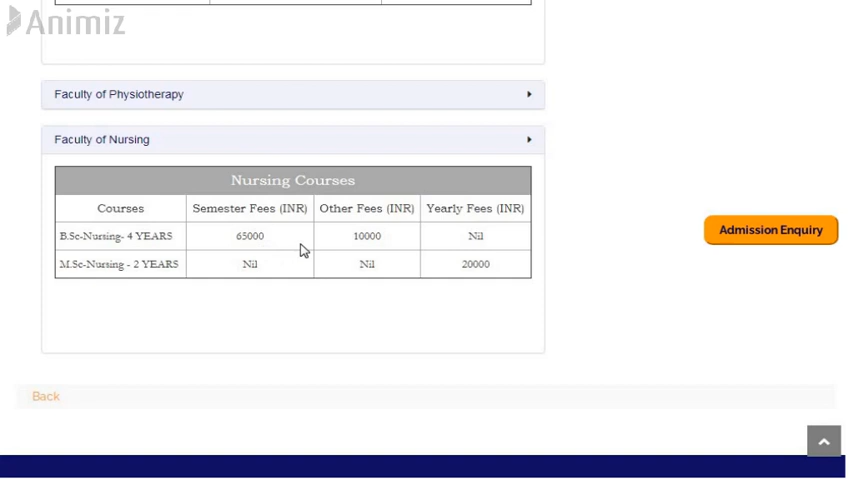 Animiz
Faculty of Physiotherapy
Faculty of Nursing
Nursing Courses
Courses Semester Fees (INR) Other Fees (INR) Yearly Fees (INR)
B.Sc-Nursing- 4 YEARS 65000 10000 Nil
M.Sc-Nursing - 2 YEARS Nil Nil 20000
Admission Enquiry
Back